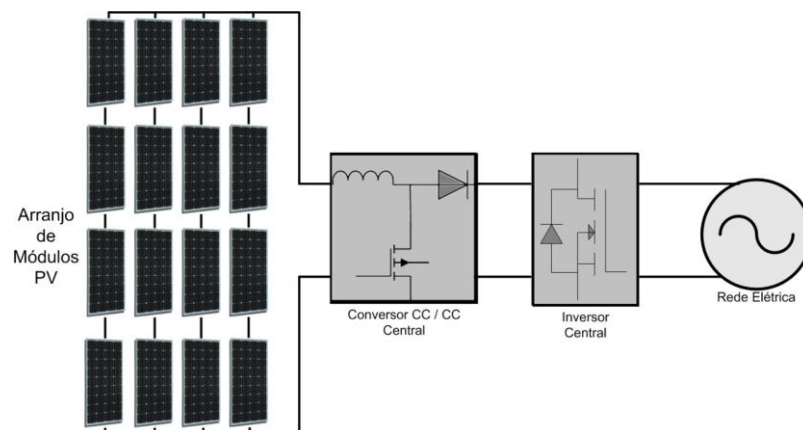 Arranjo
de
Módulos
PV
Conversor CC / CC
Central
Inversor
Central
Rede Elétrica